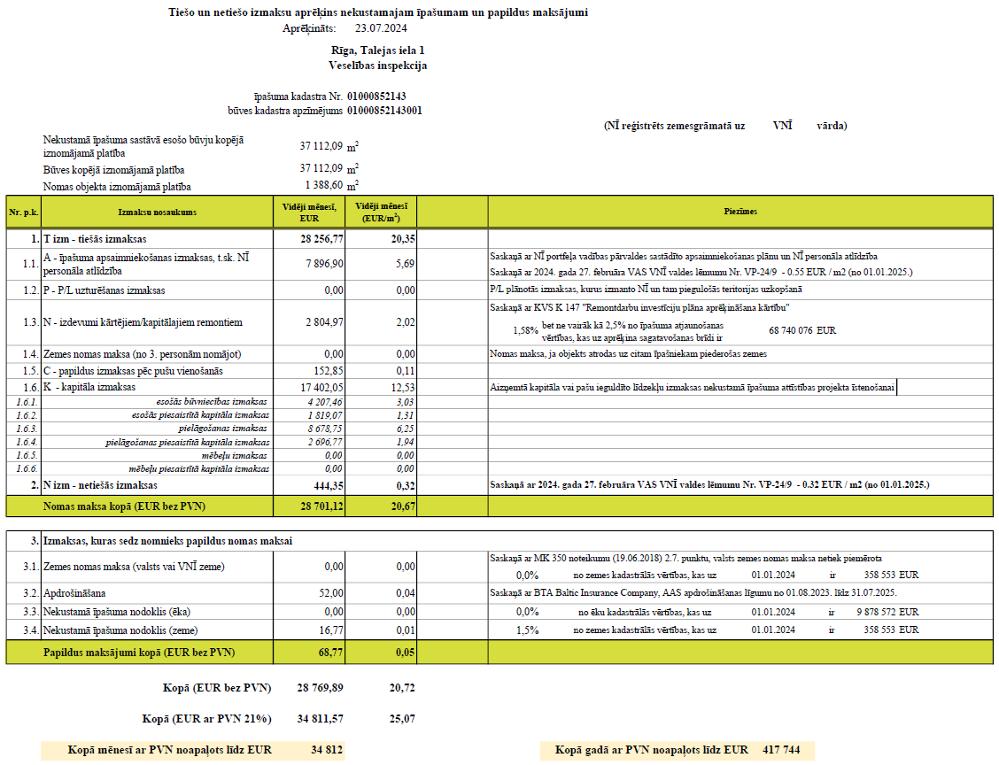 Tiešo un netiešo izmaksu aprēķins nekustamajam īpašumam un papildus maksājumi
Aprēķināts: 23.07.2024
Rīga, Talejas iela 1
Veselības inspekcija
īpašuma kadastra Nr. 01000852143
būves kadastra apzīmējums 01000852143001
(NĪ reģistrēts zemesgrāmatā uz VNĪ vārda)
Nekustamā īpašuma sastāvā esošo būvju kopējā
iznomājamā platība 37 112,09 m²
Būves kopējā iznomājamā platība 37 112,09 m²
Nomas objekta iznomājamā platība 1 388,60 m²
Nr. p.k. Izmaksu nosaukums Vidēji mēnesī, EUR Vidēji mēnesī (EUR/m²) Piezīmes
1. T izm - tiešās izmaksas 28 256,77 20,35
1.1. A - īpašuma apsaimniekošanas izmaksas, t.sk. NĪ personāla atlīdzība 7 896,90 5,69 Saskaņā ar NĪ portfeļa vadības pārvaldes sastādīto apsaimniekošanas plānu un NĪ personāla atlīdzība
Saskaņā ar 2024. gada 27. februāra VAS VNĪ valdes lēmumu Nr. VP-24/9 - 0.55 EUR / m2 (no 01.01.2025.)
1.2. P - P/L uzturēšanas izmaksas 0,00 0,00 P/L plānotās izmaksas, kurus izmanto NĪ un tam piegulošās teritorijas uzkopšanā
Saskaņā ar KVS K 147 "Remontdarbu investīciju plāna aprēķināšana kārtību"
1.3. N - izdevumi kārtējiem/kapitālajiem remontiem 2 804,97 2,02 1,58% bet ne vairāk kā 2,5% no īpašuma atjaunošanas vērtības, kas uz aprēķina sagatavošanas brīdi ir 68 740 076 EUR
1.4. Zemes nomas maksa (no 3. personām nomājot) 0,00 0,00 Nomas maksa, ja objekts atrodas uz citam īpašniekam piederošas zemes
1.5. C - papildus izmaksas pēc pušu vienošanās 152,85 0,11
1.6. K - kapitāla izmaksas 17 402,05 12,53 Aizņemtā kapitāla vai pašu ieguldīto līdzekļu izmaksas nekustamā īpašuma attīstības projekta īstenošanai
1.6.1. esošās būvniecības izmaksas 4 207,46 3,03
1.6.2. esošās piesaistītā kapitāla izmaksas 1 819,07 1,31
1.6.3. pielāgošanas izmaksas 8 678,75 6,25
1.6.4. pielāgošanas piesaistītā kapitāla izmaksas 2 696,77 1,94
1.6.5. mēbeļu izmaksas 0,00 0,00
1.6.6. mēbeļu piesaistītā kapitāla izmaksas 0,00 0,00
2. N izm - netiešās izmaksas 444,35 0,32 Saskaņā ar 2024. gada 27. februāra VAS VNĪ valdes lēmumu Nr. VP-24/9 - 0.32 EUR / m2 (no 01.01.2025.)
Nomas maksa kopā (EUR bez PVN) 28 701,12 20,67
3. Izmaksas, kuras sedz nomnieks papildus nomas maksai
Saskaņā ar MK 350 noteikumu (19.06.2018) 2.7. punktu, valsts zemes nomas maksa netiek piemērota
3.1. Zemes nomas maksa (valsts vai VNĪ zeme) 0,00 0,00 0,0% no zemes kadastrālās vērtības, kas uz 01.01.2024 ir 358 553 EUR
3.2. Apdrošināšana 52,00 0,04 Saskaņā ar BTA Baltic Insurance Company, AAS apdrošināšanas līgumu no 01.08.2023. līdz 31.07.2025.
3.3. Nekustamā īpašuma nodoklis (ēka) 0,00 0,00 0,0% no ēku kadastrālās vērtības, kas uz 01.01.2024 ir 9 878 572 EUR
3.4. Nekustamā īpašuma nodoklis (zeme) 16,77 0,01 1,5% no zemes kadastrālās vērtības, kas uz 01.01.2024 ir 358 553 EUR
Papildus maksājumi kopā (EUR bez PVN) 68,77 0,05
Kopā (EUR bez PVN) 28 769,89 20,72
Kopā (EUR ar PVN 21%) 34 811,57 25,07
Kopā mēnesī ar PVN noapaļots līdz EUR 34 812 Kopā gadā ar PVN noapaļots līdz EUR 417 744